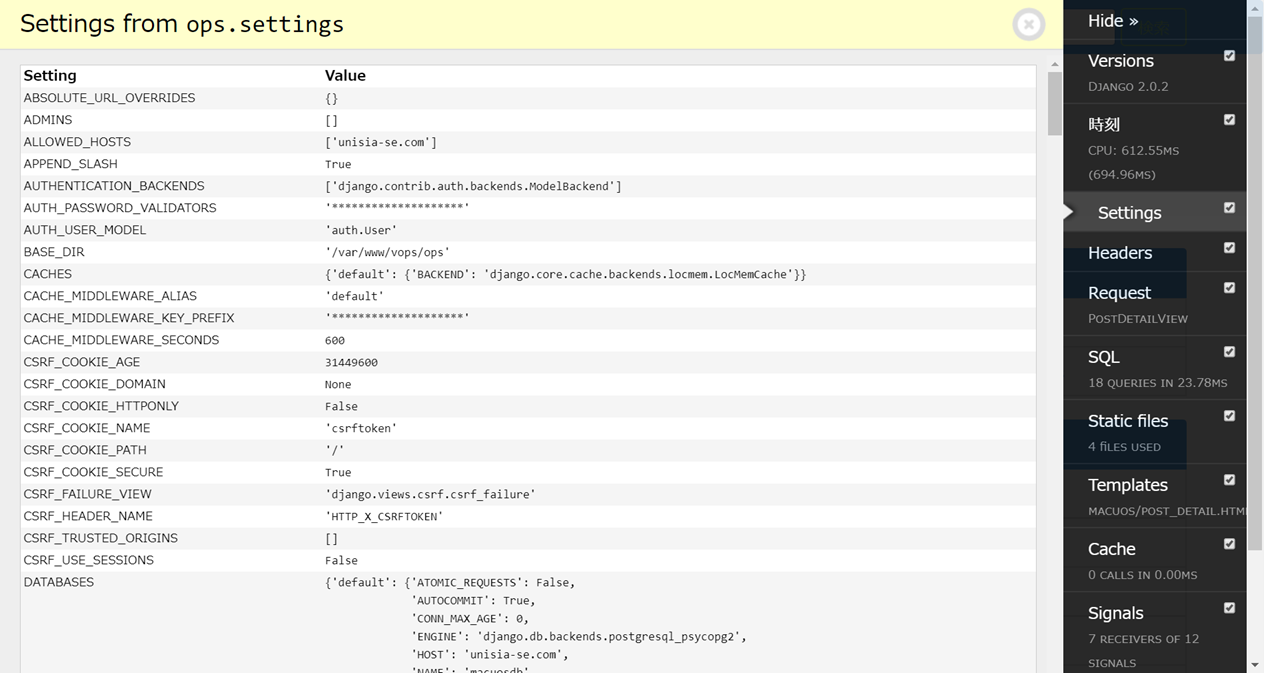 Settings from ops.settings
Setting Value
ABSOLUTE_URL_OVERRIDES {}
ADMINS []
ALLOWED_HOSTS ['unisia-se.com']
APPEND_SLASH True
AUTHENTICATION_BACKENDS ['django.contrib.auth.backends.ModelBackend']
AUTH_PASSWORD_VALIDATORS '********************'
AUTH_USER_MODEL 'auth.User'
BASE_DIR '/var/www/vops/ops'
CACHES {'default': {'BACKEND': 'django.core.cache.backends.locmem.LocMemCache'}}
CACHE_MIDDLEWARE_ALIAS 'default'
CACHE_MIDDLEWARE_KEY_PREFIX '********************'
CACHE_MIDDLEWARE_SECONDS 600
CSRF_COOKIE_AGE 31449600
CSRF_COOKIE_DOMAIN None
CSRF_COOKIE_HTTPONLY False
CSRF_COOKIE_NAME 'csrftoken'
CSRF_COOKIE_PATH '/'
CSRF_COOKIE_SECURE True
CSRF_FAILURE_VIEW 'django.views.csrf.csrf_failure'
CSRF_HEADER_NAME 'HTTP_X_CSRFTOKEN'
CSRF_TRUSTED_ORIGINS []
CSRF_USE_SESSIONS False
DATABASES {'default': {'ATOMIC_REQUESTS': False,
'AUTOCOMMIT': True,
'CONN_MAX_AGE': 0,
'ENGINE': 'django.db.backends.postgresql_psycopg2',
'HOST': 'unisia-se.com',
'NAME': 'macuosdb'
Hide »
Versions
DJANGO 2.0.2
時刻
CPU: 612.55MS
(694.96MS)
Settings
Headers
Request
POSTDETAILVIEW
SQL
18 QUERIES IN 23.78MS
Static files
4 FILES USED
Templates
MACUOS/POST_DETAIL.HTM
Cache
0 CALLS IN 0.00MS
Signals
7 RECEIVERS OF 12
SIGNALS